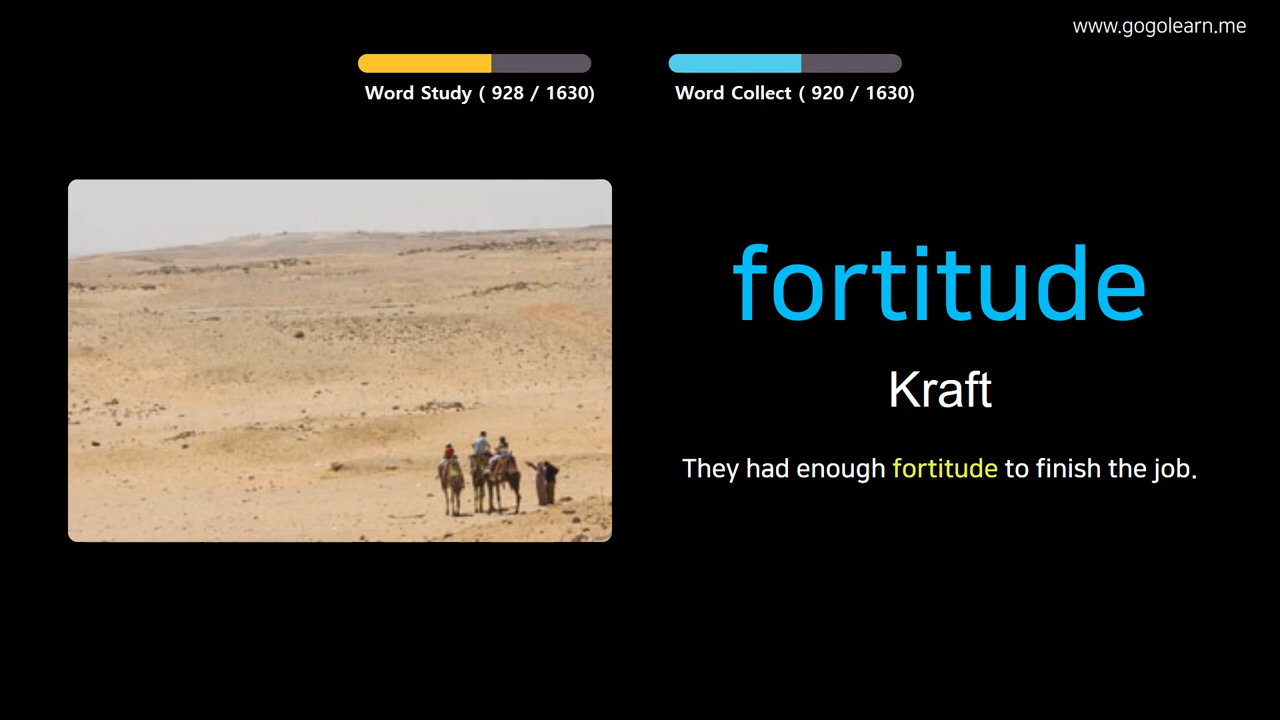 www.gogolearn.me
Word Study ( 928 / 1630)
Word Collect ( 920 / 1630)
fortitude
Kraft
They had enough fortitude to finish the job.